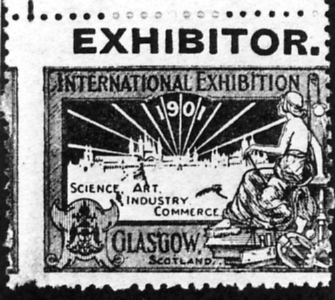 EXHIBITOR.
INTERNATIONAL EXHIBITION
1901
SCIENCE, ART,
INDUSTRY
COMMERCE
GLASGOW,
SCOTLAND